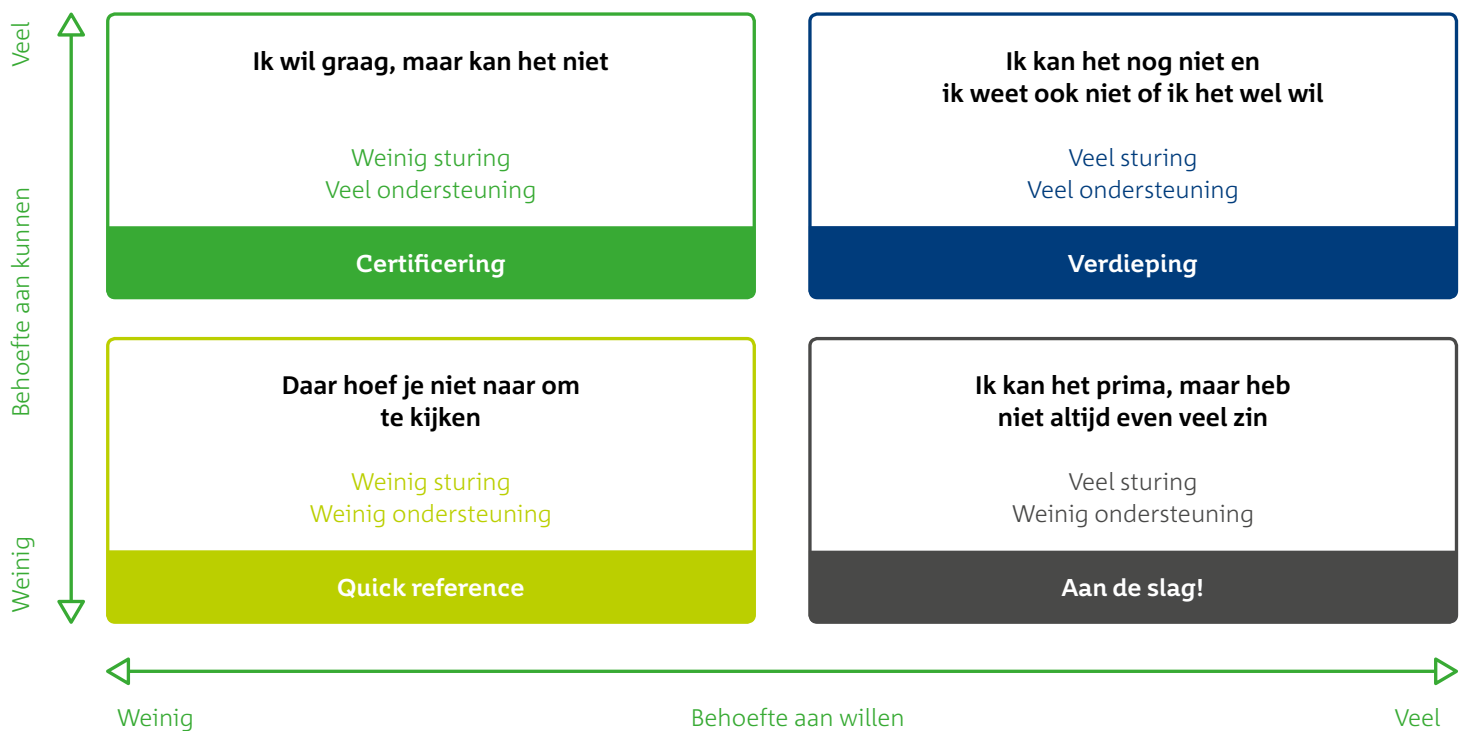 Veel
Behoefte aan kunnen
Weinig
Ik wil graag, maar kan het niet
Weinig sturing
Veel ondersteuning
Certificering
Ik kan het nog niet en
ik weet ook niet of ik het wel wil
Veel sturing
Veel ondersteuning
Verdieping
Daar hoef je niet naar om
te kijken
Weinig sturing
Weinig ondersteuning
Quick reference
Ik kan het prima, maar heb
niet altijd even veel zin
Veel sturing
Weinig ondersteuning
Aan de slag!
Weinig
Behoefte aan willen
Veel